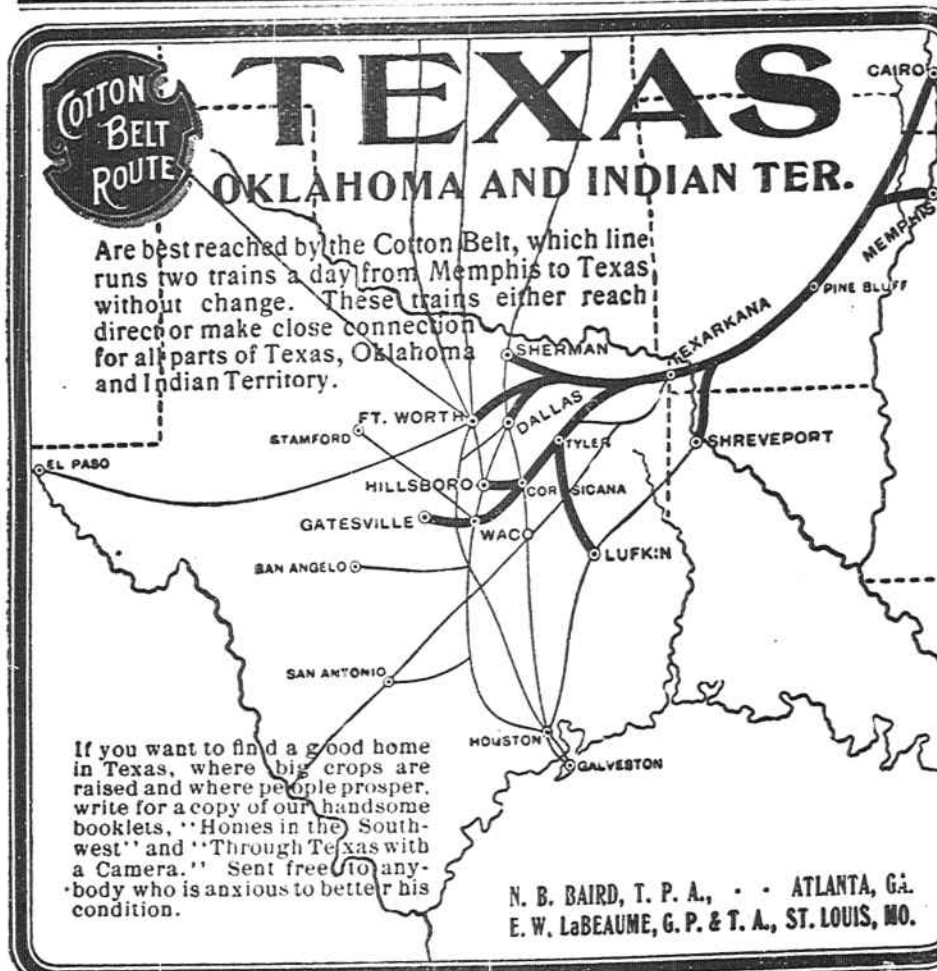 COTTON
BELT
ROUTE
TEXAS
OKLAHOMA AND INDIAN TER.
Are best reached by the Cotton Belt, which line
runs two trains a day from Memphis to Texas
without change. These trains either reach
direct or make close connection
for all parts of Texas, Oklahoma
and Indian Territory.
CAIRO
MEMPHIS
PINE BLUFF
TEXARKANA
SHERMAN
FT. WORTH
DALLAS
STAMFORD
TYLER
SHREVEPORT
EL PASO
HILLSBORO
CORSICANA
GATESVILLE
WACO
LUFKIN
SAN ANGELO
SAN ANTONIO
HOUSTON
GALVESTON
If you want to find a good home
in Texas, where big crops are
raised and where people prosper.
write for a copy of our handsome
booklets, "Homes in the South-
west" and "Through Texas with
a Camera." Sent free to any-
body who is anxious to better his
condition.
N. B. BAIRD, T. P. A., - - ATLANTA, GA.
E. W. LaBEAUME, G. P. & T. A., ST. LOUIS, MO.